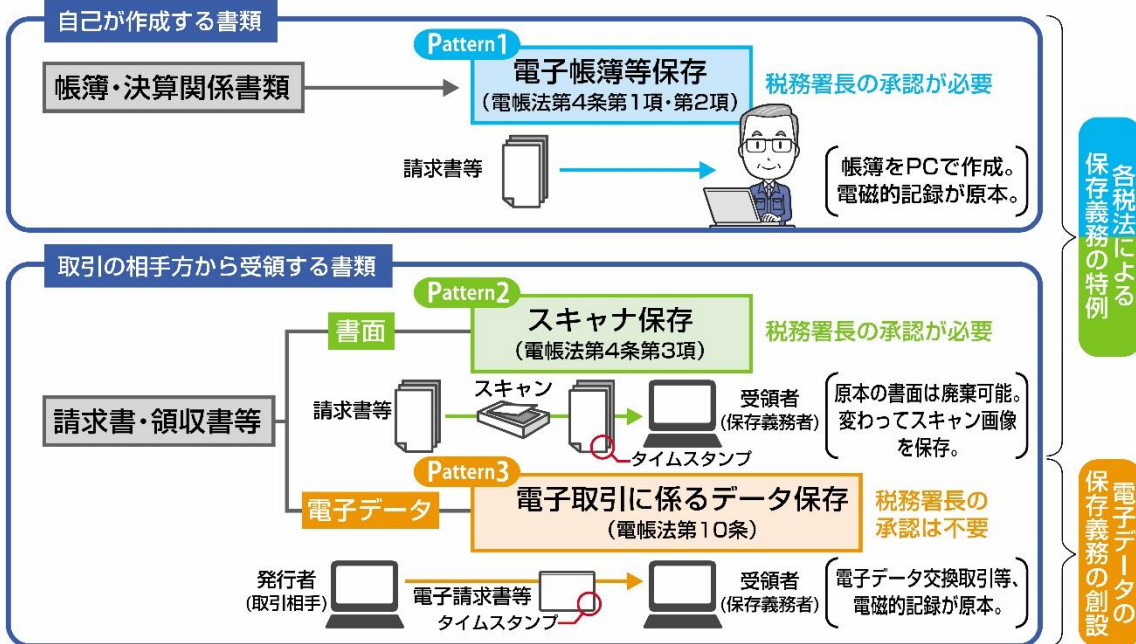 自己が作成する書類
Pattern1
帳簿・決算関係書類
電子帳簿等保存
(電帳法第4条第1項・第2項)
税務署長の承認が必要
請求書等
帳簿をPCで作成。
電磁的記録が原本。
取引の相手方から受領する書類
Pattern2
書面
スキャナ保存
(電帳法第4条第3項)
税務署長の承認が必要
請求書・領収書等
請求書等
スキャン
タイムスタンプ
受領者
(保存義務者)
原本の書面は廃棄可能。
変わってスキャン画像
を保存。
Pattern3
電子データ
電子取引に係るデータ保存
(電帳法第10条)
税務署長の
承認は不要
発行者
(取引相手)
電子請求書等
タイムスタンプ
受領者
(保存義務者)
電子データ交換取引等、
電磁的記録が原本。
各税法による
保存義務の特例
電子データの
保存義務の創設